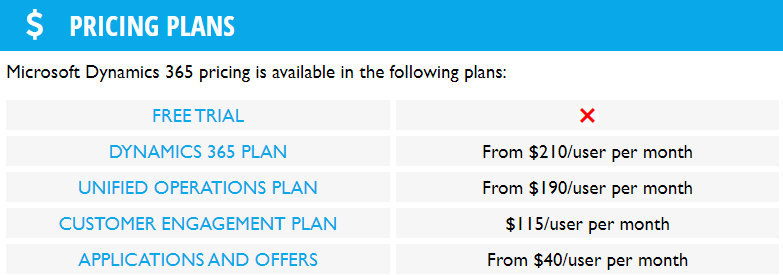 $ PRICING PLANS
Microsoft Dynamics 365 pricing is available in the following plans:
FREE TRIAL
DYNAMICS 365 PLAN From $210/user per month
UNIFIED OPERATIONS PLAN From $190/user per month
CUSTOMER ENGAGEMENT PLAN $115/user per month
APPLICATIONS AND OFFERS From $40/user per month